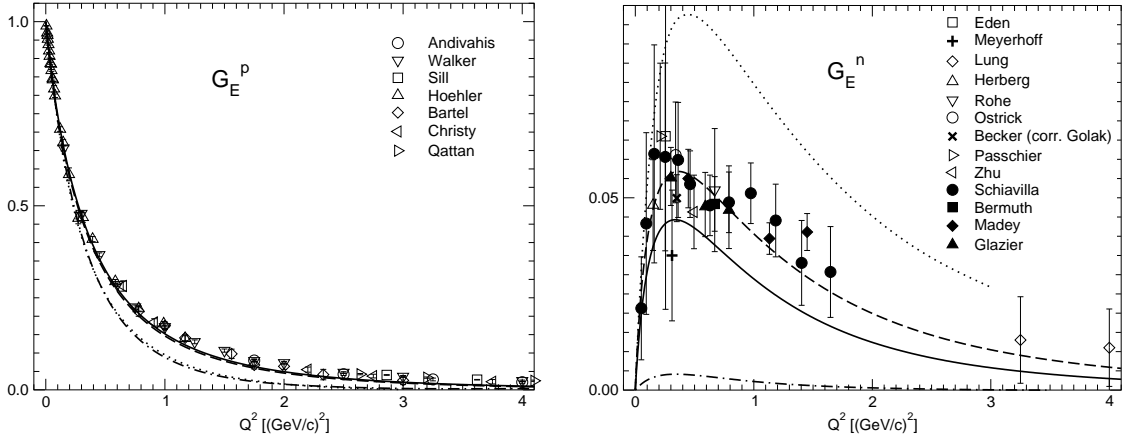 1.0
0.5
0.0
0
1
2
3
4
Q² [(GeV/c)²]
G_E^p
Andivahis
Walker
Sill
Hoehler
Bartel
Christy
Qattan
0.05
0.00
0
1
2
3
4
Q² [(GeV/c)²]
G_E^n
Eden
Meyerhoff
Lung
Herberg
Rohe
Ostrick
Becker (corr. Golak)
Passchier
Zhu
Schiavilla
Bermuth
Madey
Glazier